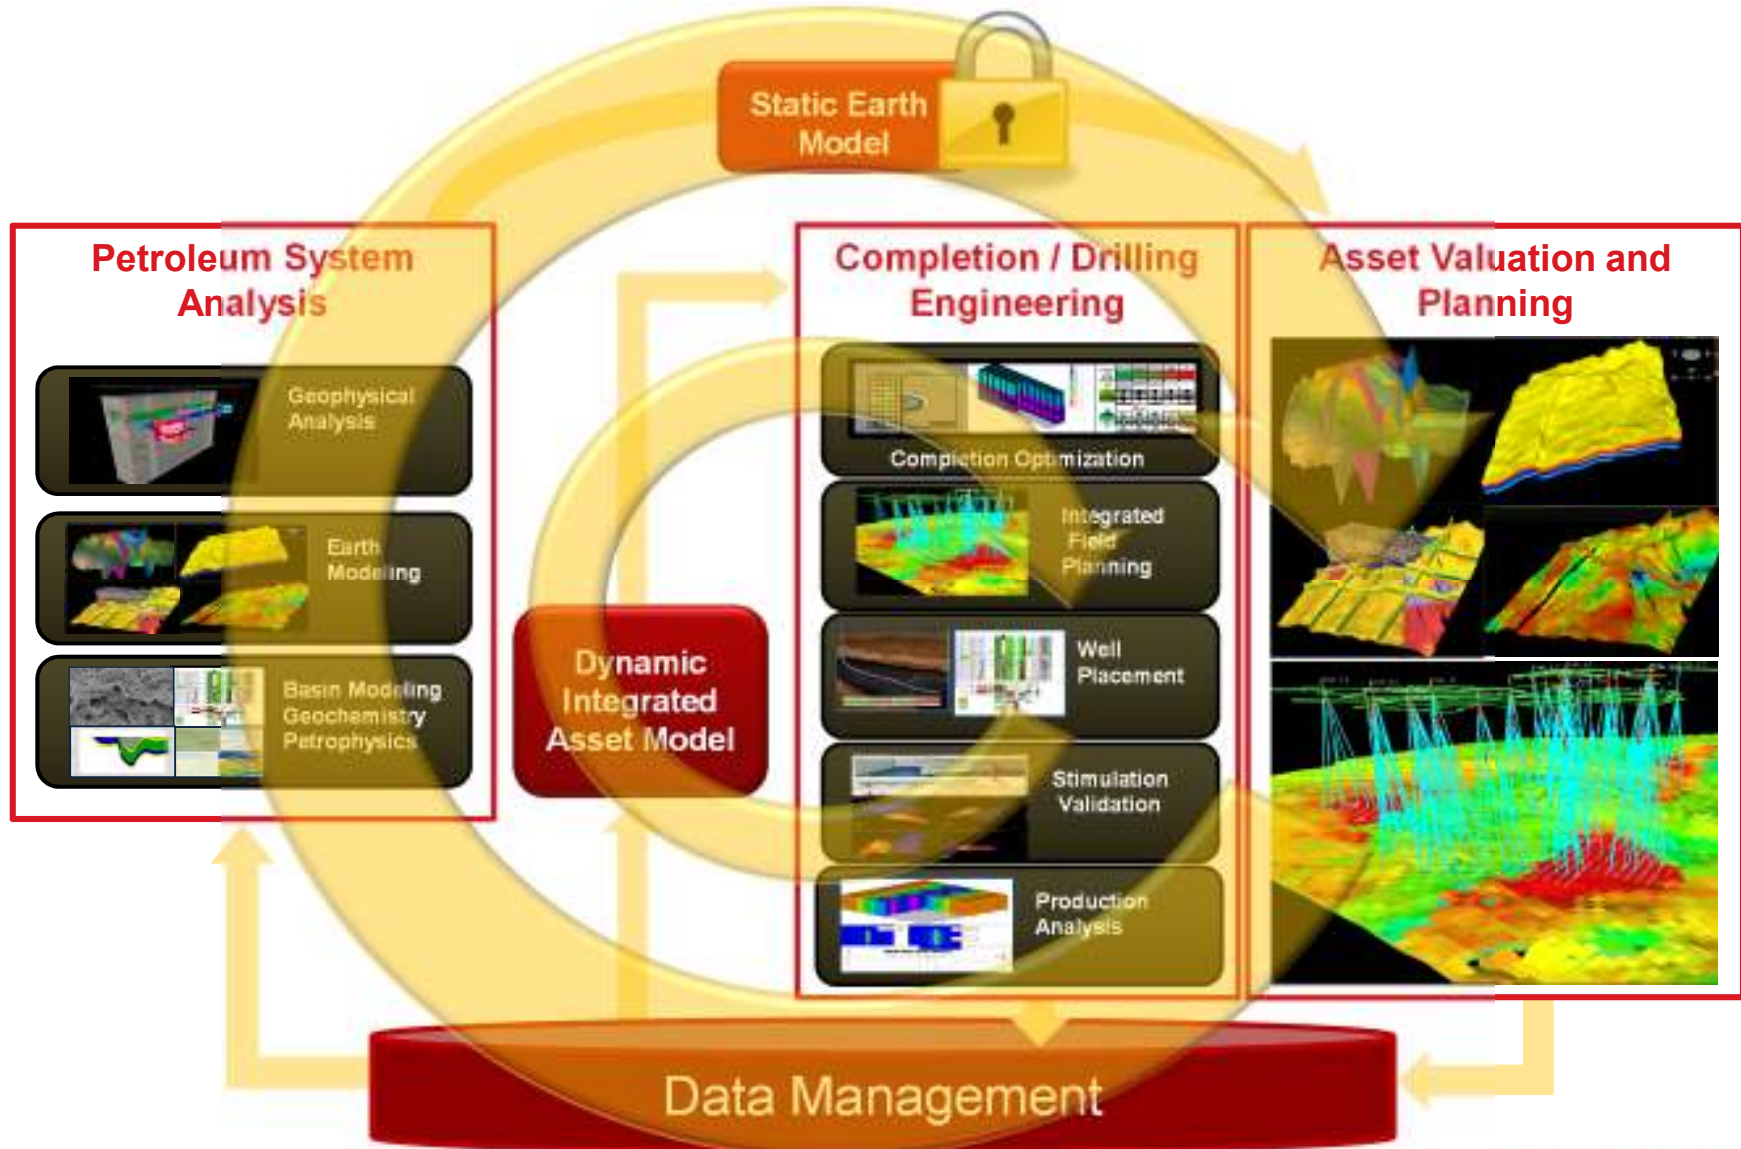 Static Earth
Model
Petroleum System
Analysis
Geophysical
Analysis
Earth
Modeling
Basin Modeling
Geochemistry
Petrophysics
Dynamic
Integrated
Asset Model
Completion / Drilling
Engineering
Completion Optimization
Integrated
Field
Planning
Well
Placement
Stimulation
Validation
Production
Analysis
Asset Valuation and
Planning
Data Management